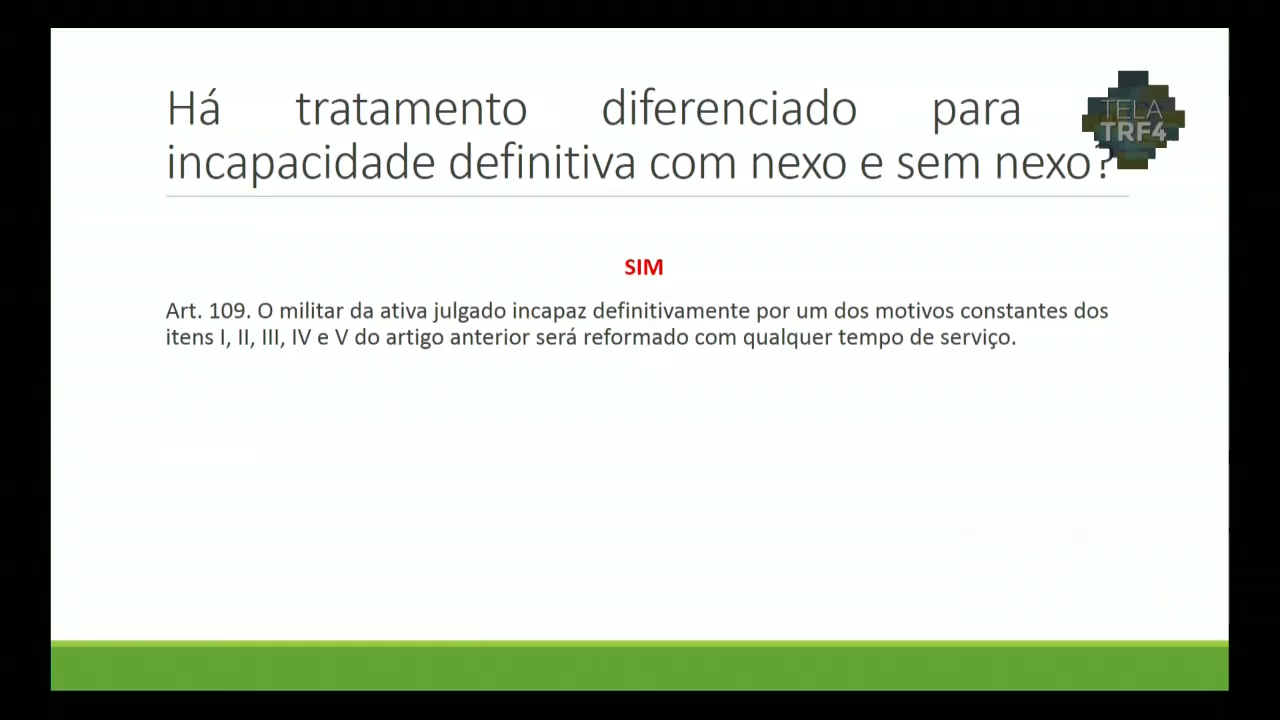 Há tratamento diferenciado para
incapacidade definitiva com nexo e sem nexo?
TELA
TRF4
SIM
Art. 109. O militar da ativa julgado incapaz definitivamente por um dos motivos constantes dos
itens I, II, III, IV e V do artigo anterior será reformado com qualquer tempo de serviço.